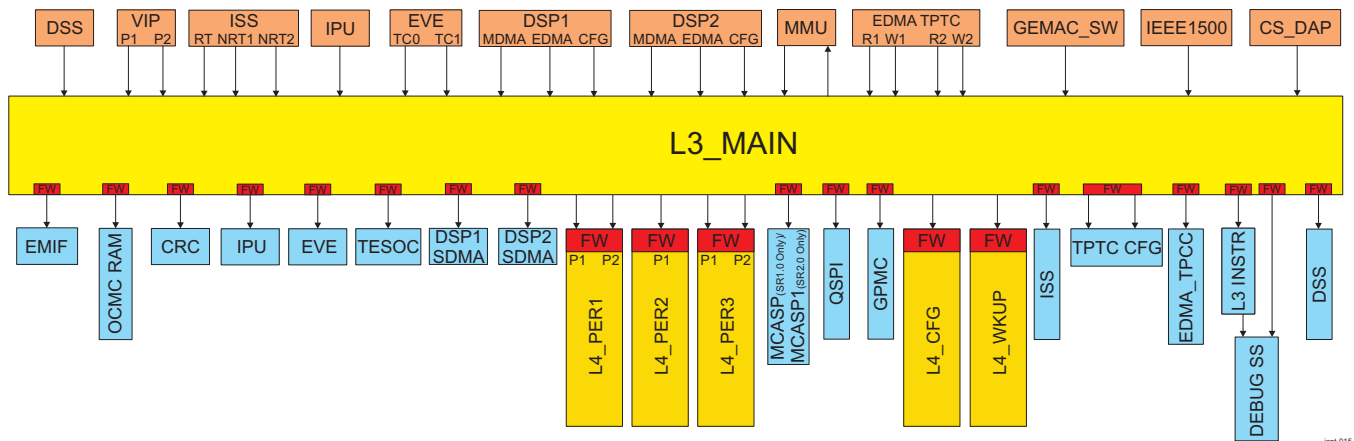 DSS
VIP
P1 P2
ISS
RT NRT1 NRT2
IPU
EVE
TC0 TC1
DSP1
MDMA EDMA CFG
DSP2
MDMA EDMA CFG
MMU
EDMA TPTC
R1 W1 R2 W2
GEMAC_SW
IEEE1500
CS_DAP
L3_MAIN
FW FW FW FW FW FW FW FW FW FW FW FW FW FW FW FW FW
EMIF
OCMC RAM
CRC
IPU
EVE
TESOC
DSP1
SDMA
DSP2
SDMA
FW
P1 P2
L4_PER1
FW
P1
L4_PER2
FW
P1 P2
L4_PER3
MCASP(SR1.0 Only)/
MCASP1(SR2.0 Only)
QSPI
GPMC
FW
L4_CFG
FW
L4_WKUP
ISS
TPTC CFG
EDMA_TPCC
L3 INSTR
DEBUG SS
DSS